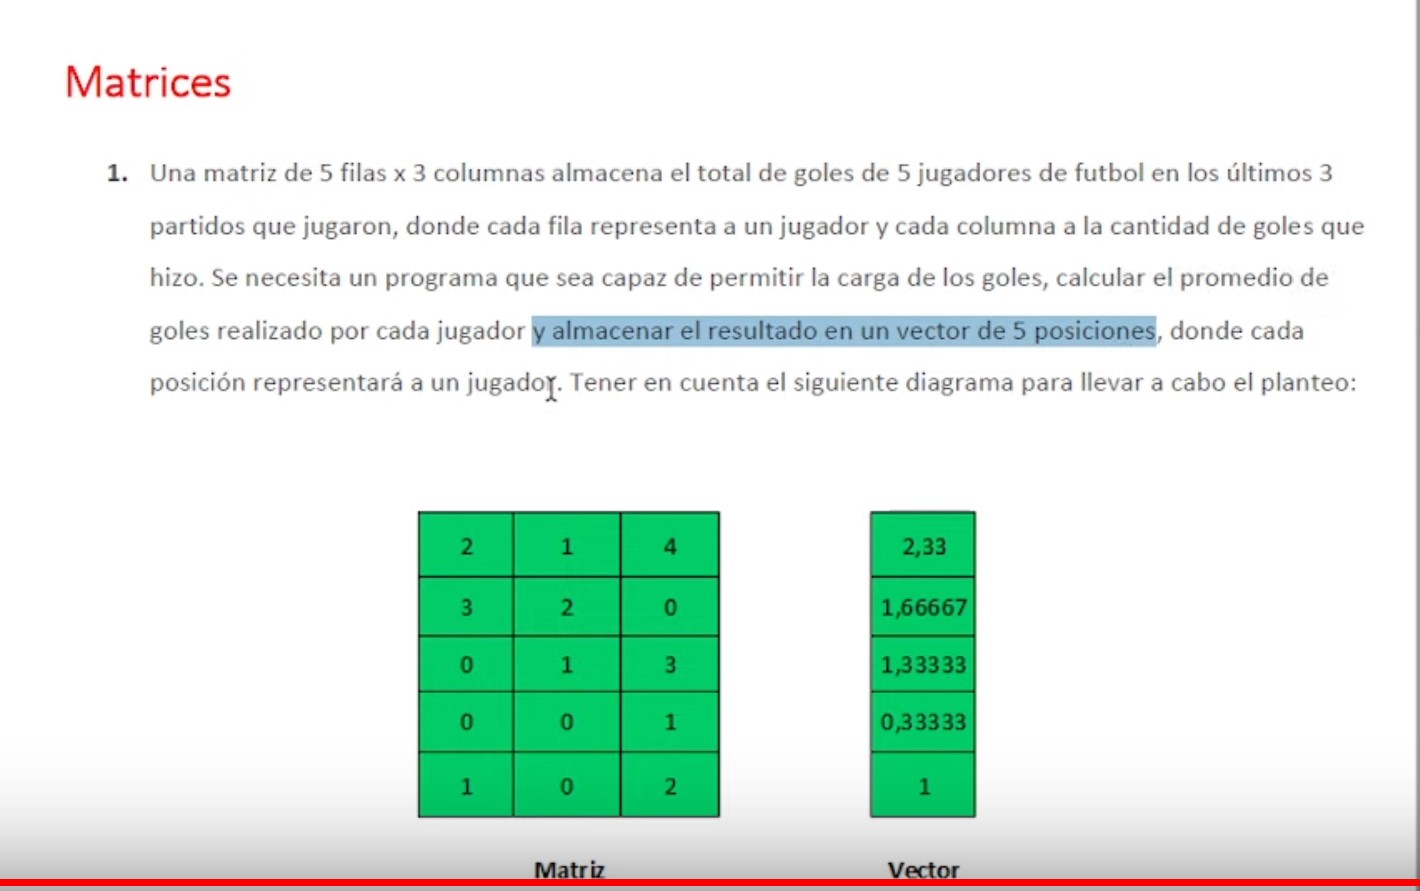 Matrices
1. Una matriz de 5 filas x 3 columnas almacena el total de goles de 5 jugadores de futbol en los últimos 3
partidos que jugaron, donde cada fila representa a un jugador y cada columna a la cantidad de goles que
hizo. Se necesita un programa que sea capaz de permitir la carga de los goles, calcular el promedio de
goles realizado por cada jugador y almacenar el resultado en un vector de 5 posiciones, donde cada
posición representará a un jugador. Tener en cuenta el siguiente diagrama para llevar a cabo el planteo:
2 1 4 2,33
3 2 0 1,66667
0 1 3 1,33333
0 0 1 0,33333
1 0 2 1
Matriz Vector